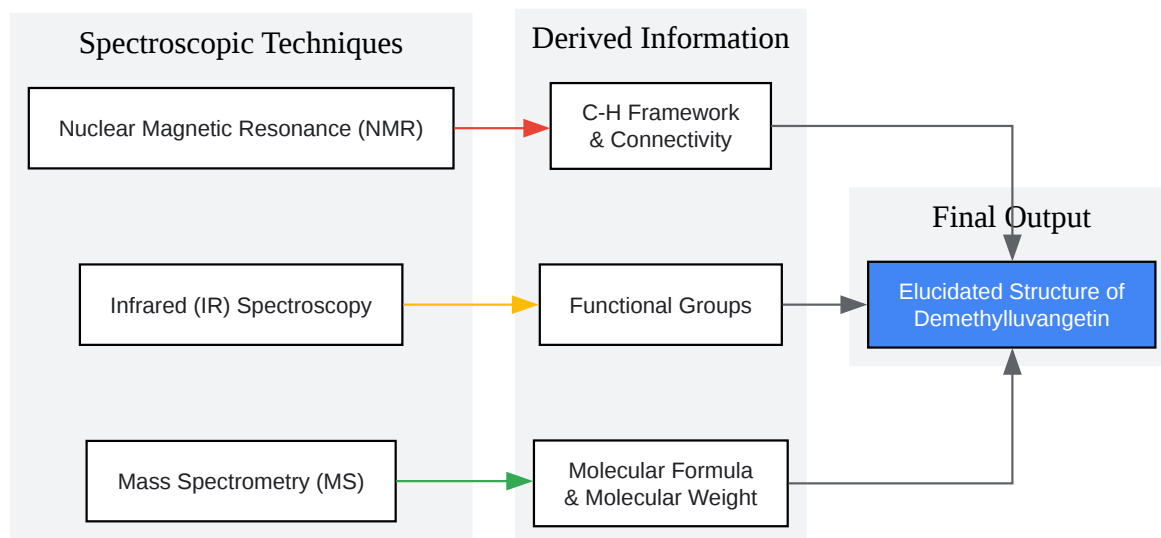 Spectroscopic Techniques
Derived Information
Nuclear Magnetic Resonance (NMR)
C-H Framework
& Connectivity
Final Output
Infrared (IR) Spectroscopy
Functional Groups
Elucidated Structure of
Demethylluvangetin
Mass Spectrometry (MS)
Molecular Formula
& Molecular Weight